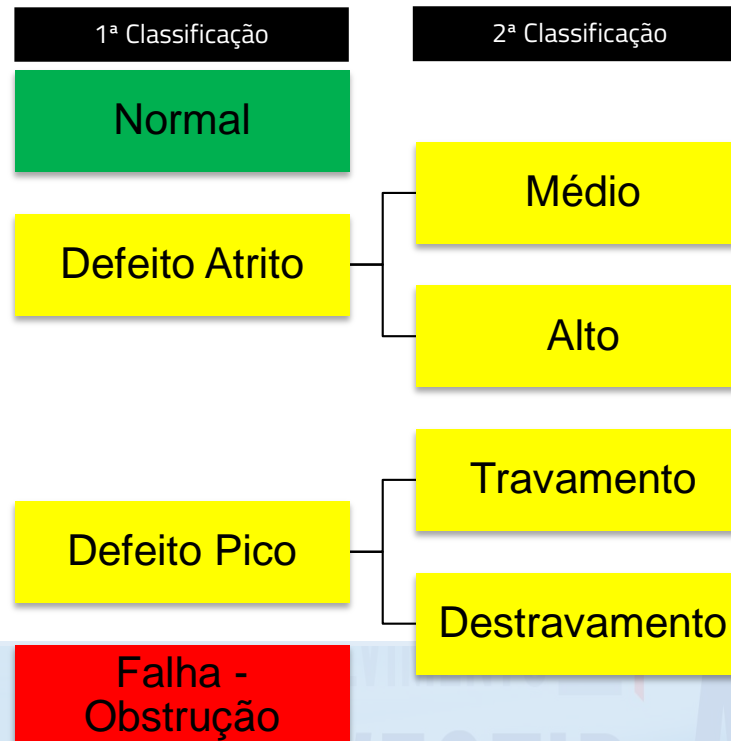 1ª Classificação
2ª Classificação
Normal
Médio
Defeito Atrito
Alto
Travamento
Defeito Pico
Destravamento
Falha -
Obstrução